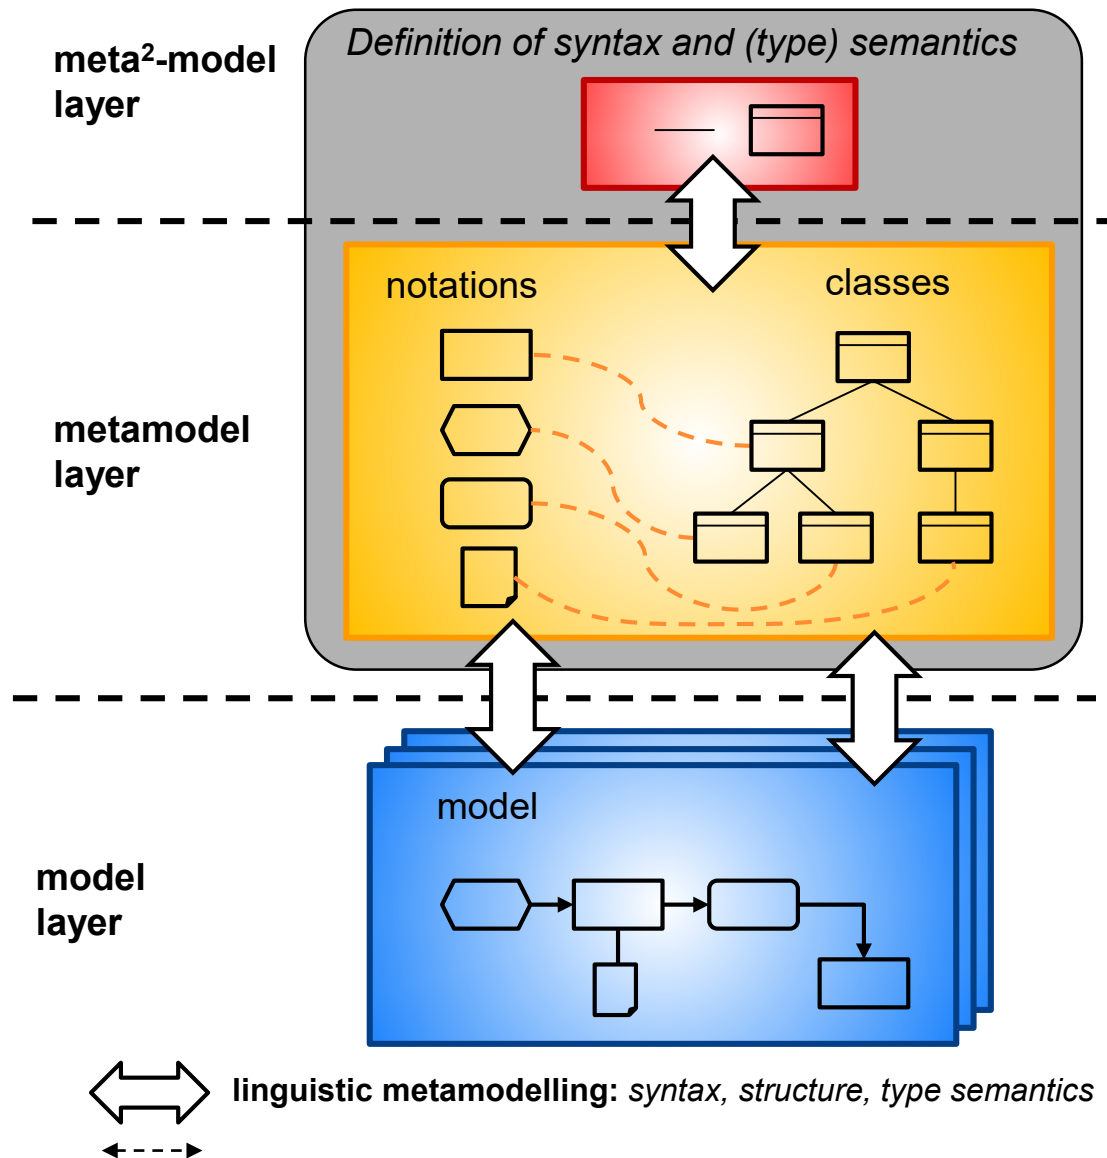 meta²-model
layer
Definition of syntax and (type) semantics
notations
classes
metamodel
layer
model
model
layer
linguistic metamodelling: syntax, structure, type semantics